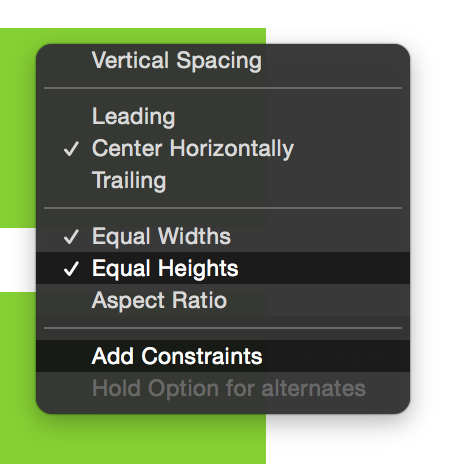 Vertical Spacing
Leading
✓ Center Horizontally
Trailing
✓ Equal Widths
✓ Equal Heights
Aspect Ratio
Add Constraints
Hold Option for alternates